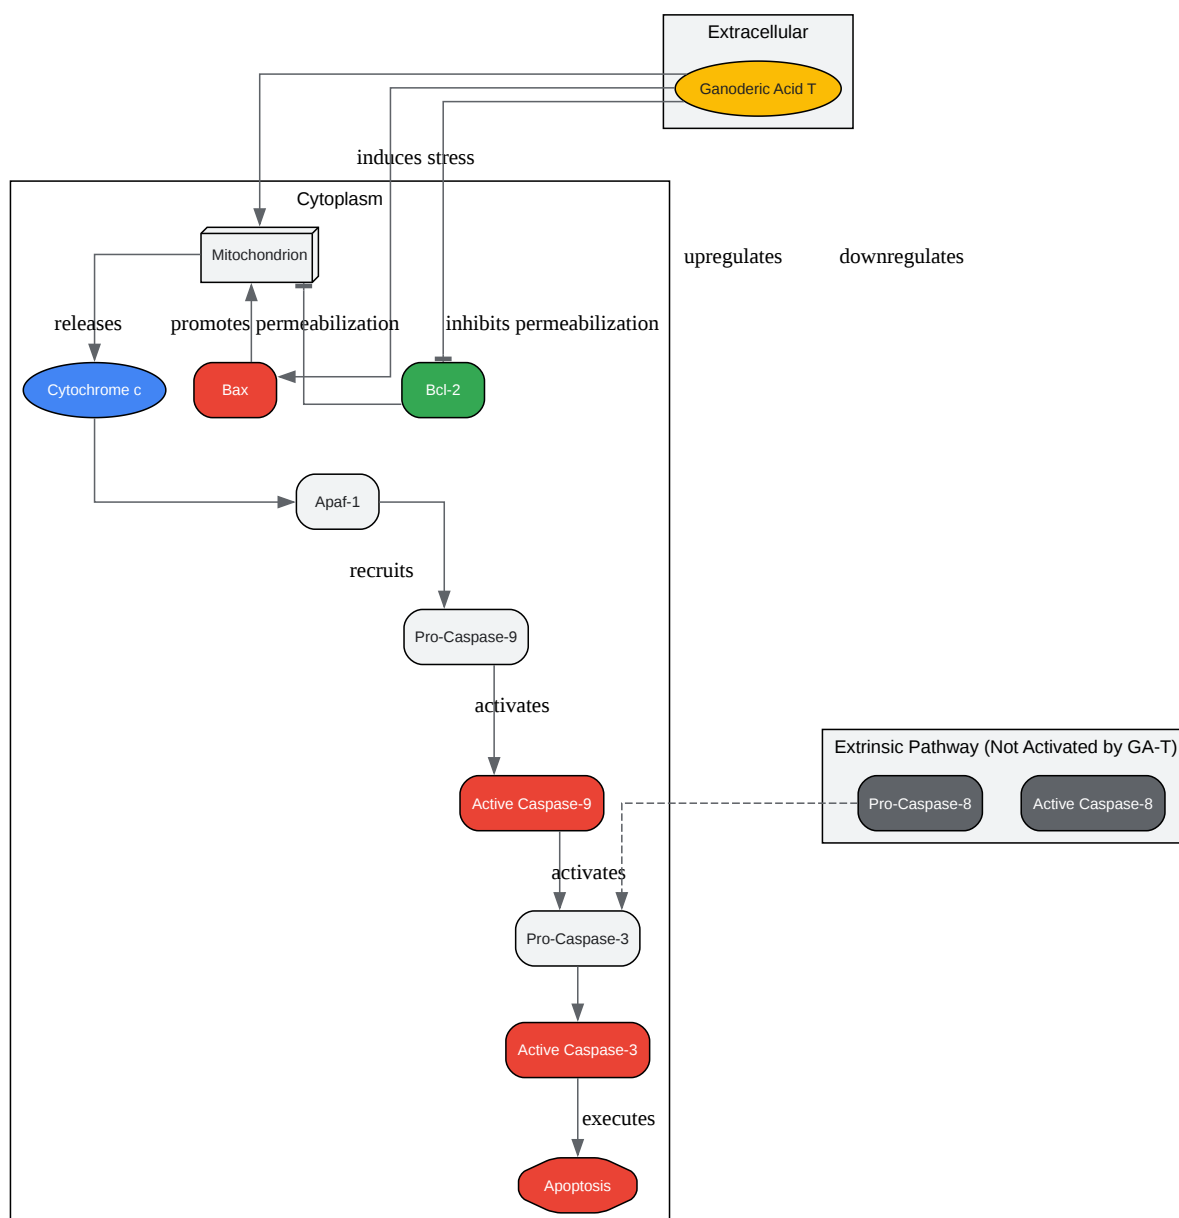 Extracellular
Ganoderic Acid T
induces stress
Cytoplasm
Mitochondrion
upregulates
downregulates
releases
promotes permeabilization
inhibits permeabilization
Cytochrome c
Bax
Bcl-2
Apaf-1
recruits
Pro-Caspase-9
activates
Extrinsic Pathway (Not Activated by GA-T)
Active Caspase-9
Pro-Caspase-8
Active Caspase-8
activates
Pro-Caspase-3
Active Caspase-3
executes
Apoptosis